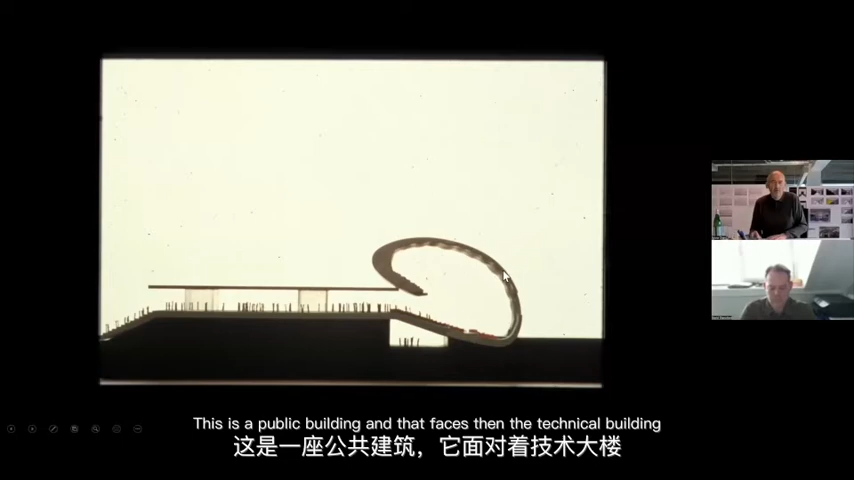 This is a public building and that faces then the technical building
这是一座公共建筑，它面对着技术大楼